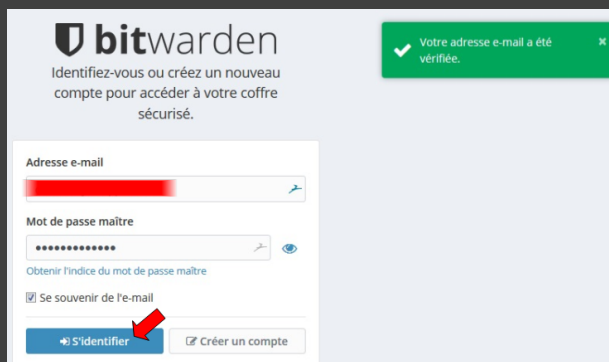 bitwarden
Identifiez-vous ou créez un nouveau
compte pour accéder à votre coffre
sécurisé.
Votre adresse e-mail a été
vérifiée.
Adresse e-mail
Mot de passe maître
Obtenir l'indice du mot de passe maître
Se souvenir de l'e-mail
S'identifier
Créer un compte